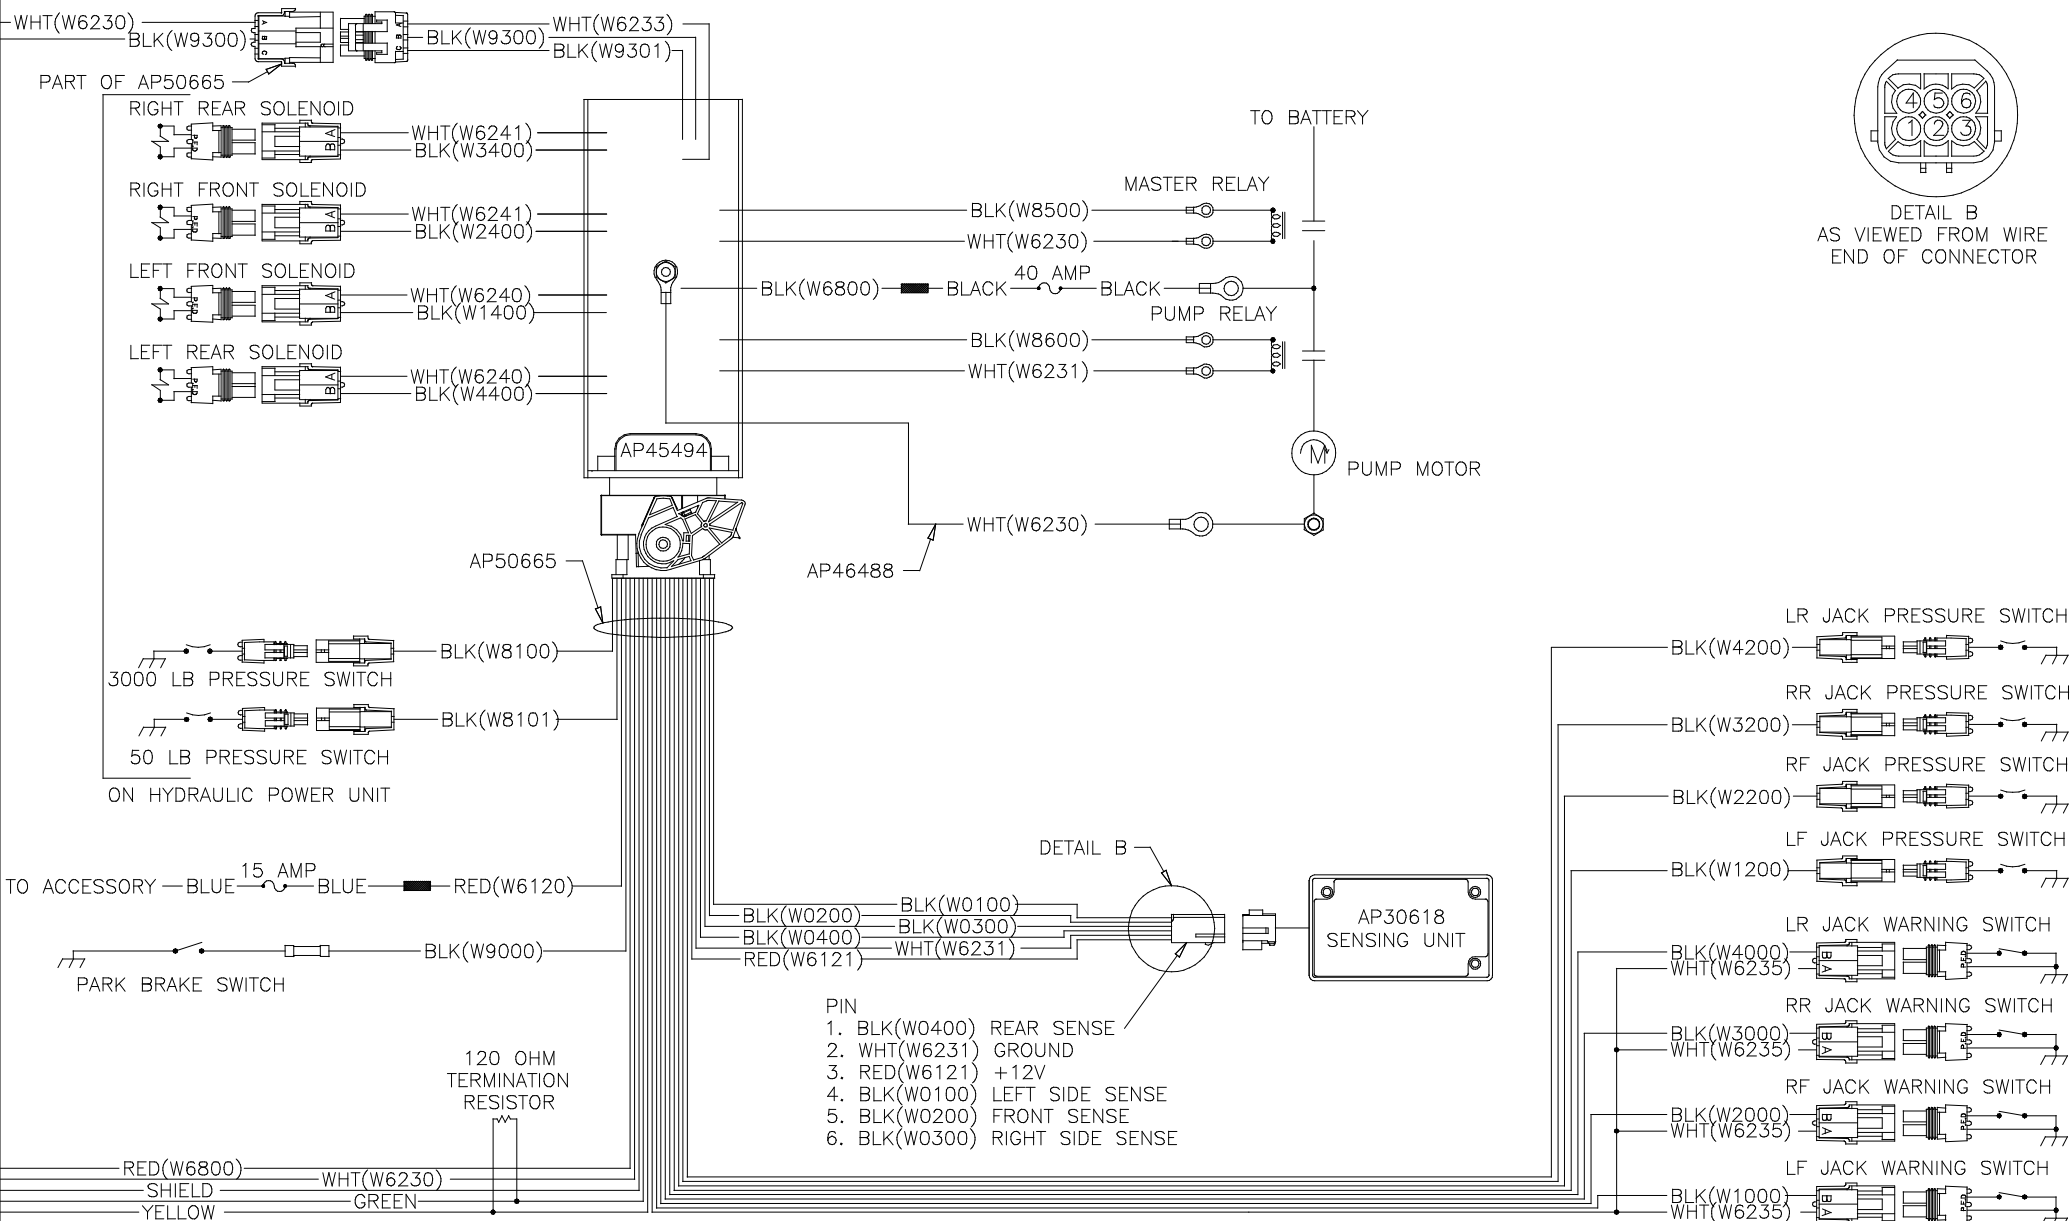 WHT(W6230)
BLK(W9300)
A
B
C
A
B
C
WHT(W6233)
BLK(W9300)
BLK(W9301)
PART OF AP50665
RIGHT REAR SOLENOID
A
B
WHT(W6241)
BLK(W3400)
RIGHT FRONT SOLENOID
A
B
WHT(W6241)
BLK(W2400)
LEFT FRONT SOLENOID
A
B
WHT(W6240)
BLK(W1400)
LEFT REAR SOLENOID
A
B
WHT(W6240)
BLK(W4400)
TO BATTERY
MASTER RELAY
BLK(W8500)
WHT(W6230)
BLK(W6800)
BLACK
40 AMP
BLACK
PUMP RELAY
BLK(W8600)
WHT(W6231)
M
PUMP MOTOR
WHT(W6230)
AP46488
AP45494
AP50665
4 5 6
1 2 3
DETAIL B
AS VIEWED FROM WIRE
END OF CONNECTOR
BLK(W8100)
3000 LB PRESSURE SWITCH
BLK(W8101)
50 LB PRESSURE SWITCH
ON HYDRAULIC POWER UNIT
TO ACCESSORY
BLUE
15 AMP
BLUE
RED(W6120)
BLK(W9000)
PARK BRAKE SWITCH
120 OHM
TERMINATION
RESISTOR
RED(W6800)
WHT(W6230)
SHIELD
GREEN
YELLOW
DETAIL B
BLK(W0100)
BLK(W0200)
BLK(W0300)
BLK(W0400)
WHT(W6231)
RED(W6121)
AP30618
SENSING UNIT
PIN
1. BLK(W0400) REAR SENSE
2. WHT(W6231) GROUND
3. RED(W6121) +12V
4. BLK(W0100) LEFT SIDE SENSE
5. BLK(W0200) FRONT SENSE
6. BLK(W0300) RIGHT SIDE SENSE
LR JACK PRESSURE SWITCH
BLK(W4200)
RR JACK PRESSURE SWITCH
BLK(W3200)
RF JACK PRESSURE SWITCH
BLK(W2200)
LF JACK PRESSURE SWITCH
BLK(W1200)
LR JACK WARNING SWITCH
BLK(W4000)
WHT(W6235)
B
A
RR JACK WARNING SWITCH
BLK(W3000)
WHT(W6235)
B
A
RF JACK WARNING SWITCH
BLK(W2000)
WHT(W6235)
B
A
LF JACK WARNING SWITCH
BLK(W1000)
WHT(W6235)
B
A